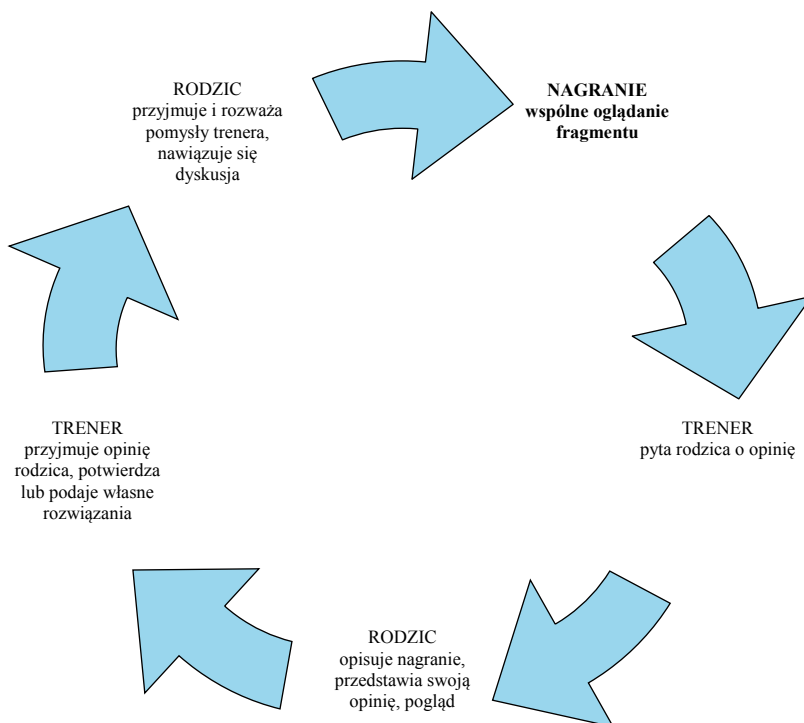 RODZIC
przyjmuje i rozważa
pomysły trenera,
nawiązuje się
dyskusja
NAGRANIE
wspólne oglądanie
fragmentu
TRENER
pyta rodzica o opinię
RODZIC
opisuje nagranie,
przedstawia swoją
opinię, pogląd
TRENER
przyjmuje opinię
rodzica, potwierdza
lub podaje własne
rozwiązania